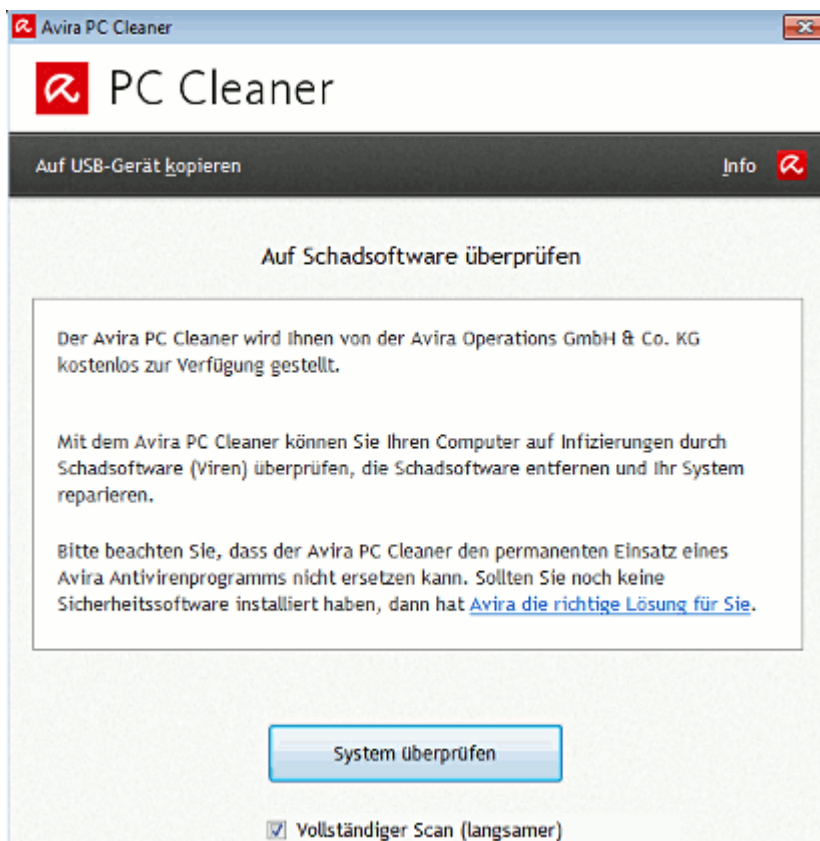 Avira PC Cleaner
PC Cleaner
Auf USB-Gerät kopieren
Info
Auf Schadsoftware überprüfen
Der Avira PC Cleaner wird Ihnen von der Avira Operations GmbH & Co. KG
kostenlos zur Verfügung gestellt.
Mit dem Avira PC Cleaner können Sie Ihren Computer auf Infizierungen durch
Schadsoftware (Viren) überprüfen, die Schadsoftware entfernen und Ihr System
reparieren.
Bitte beachten Sie, dass der Avira PC Cleaner den permanenten Einsatz eines
Avira Antivirenprogramms nicht ersetzen kann. Sollten Sie noch keine
Sicherheitssoftware installiert haben, dann hat Avira die richtige Lösung für Sie.
System überprüfen
Vollständiger Scan (langsamer)